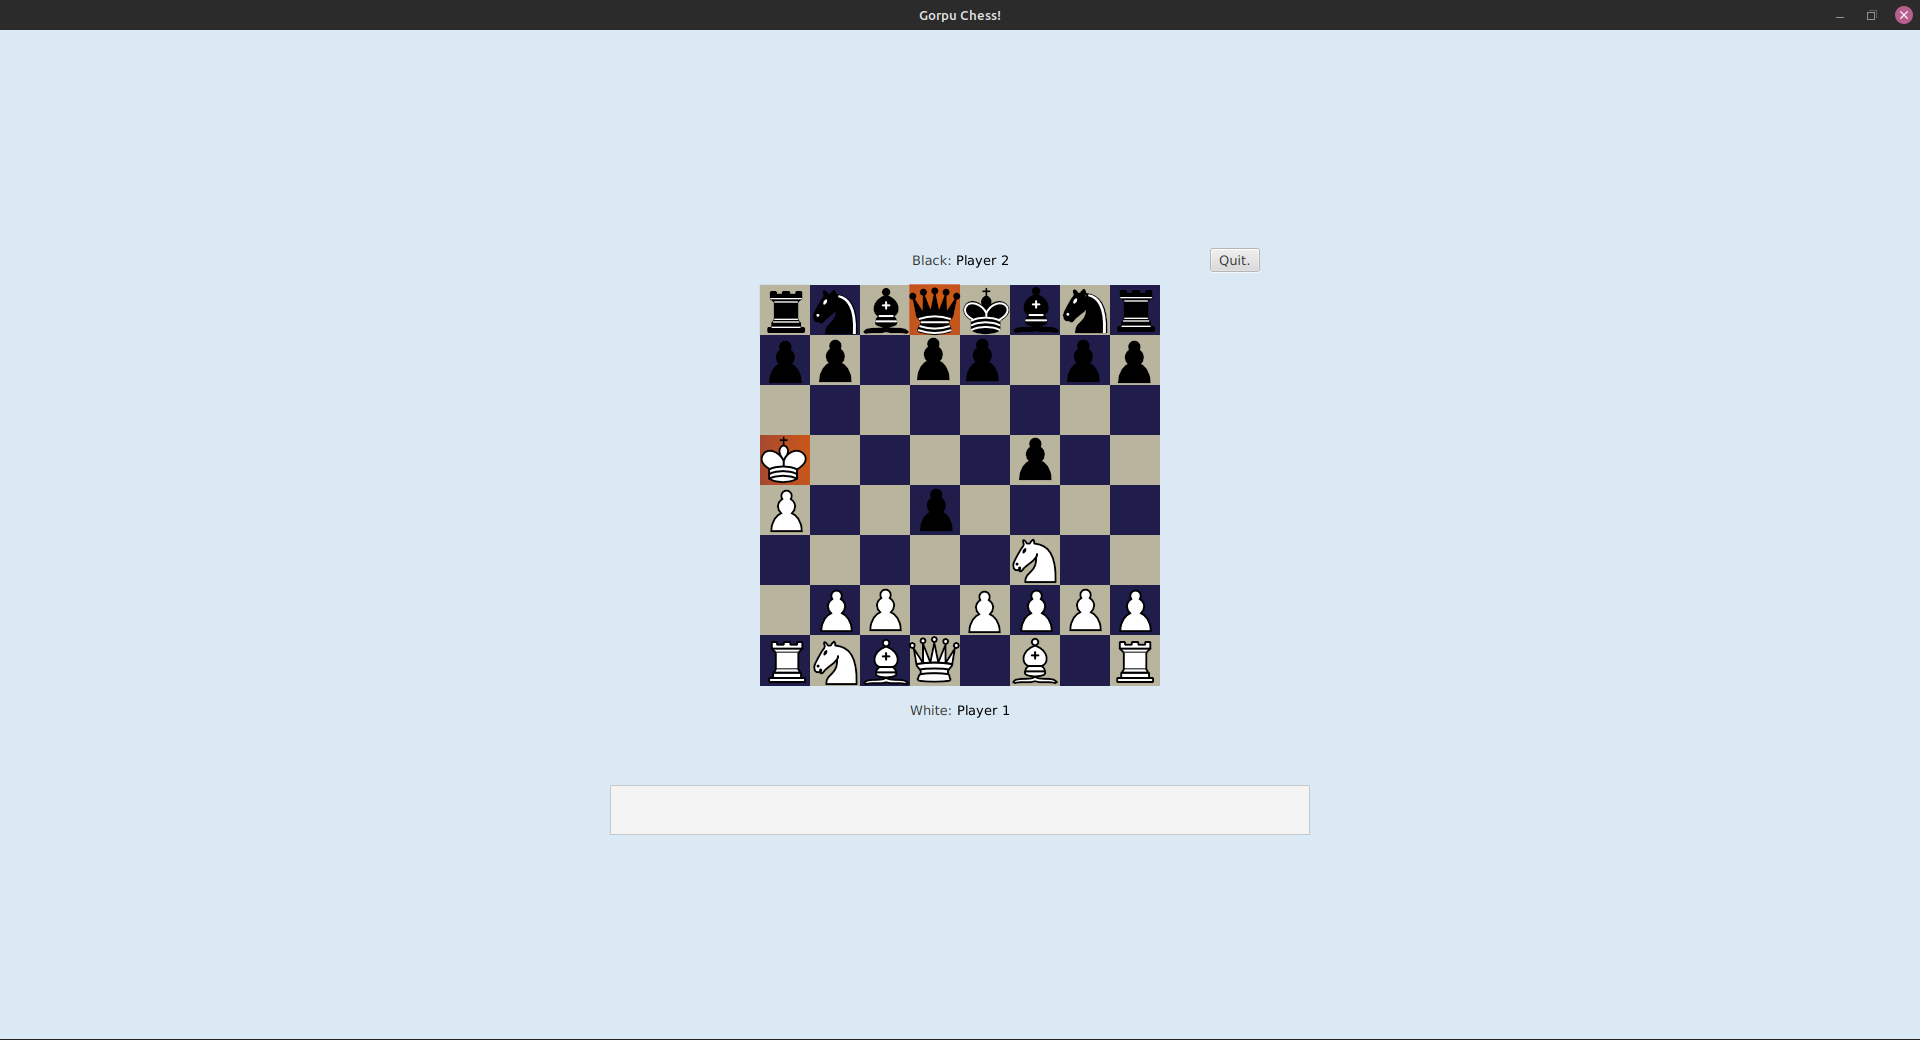 Gorpu Chess!
Black: Player 2
Quit.
White: Player 1